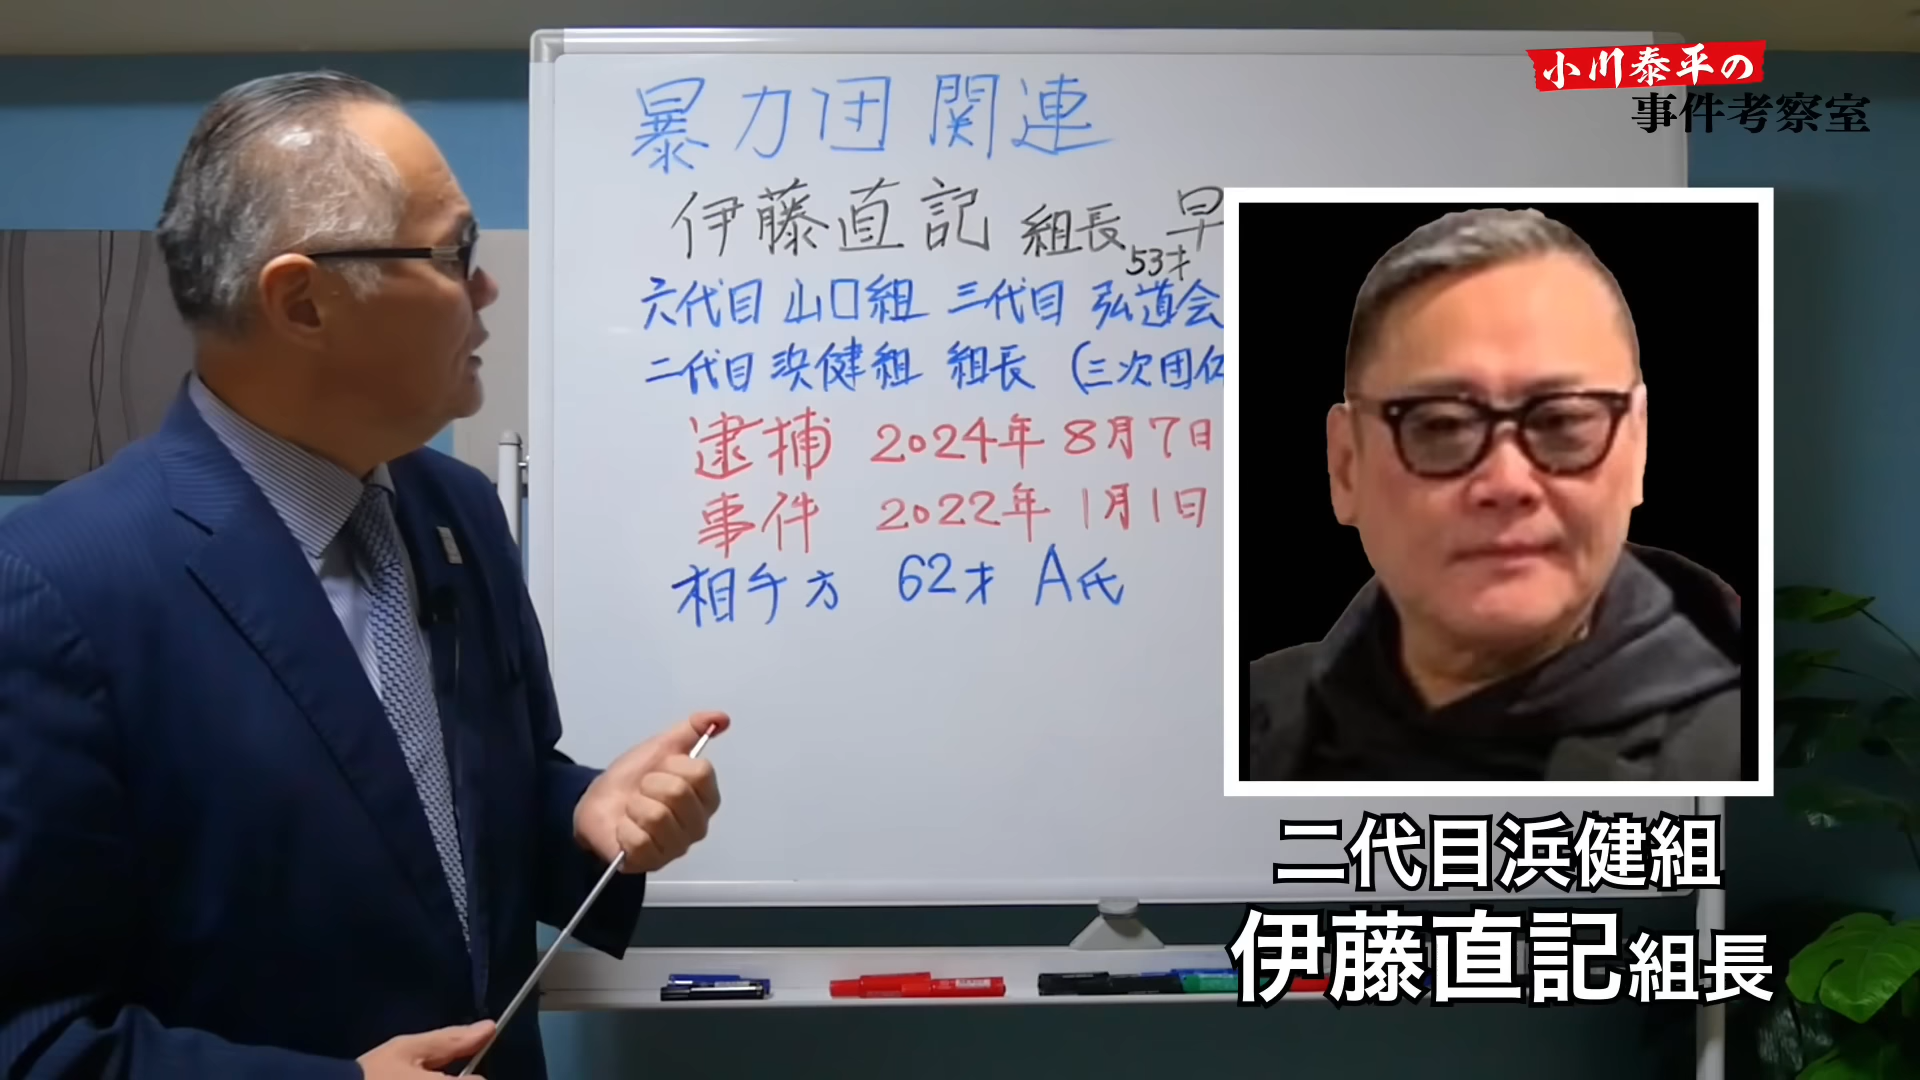 小川泰平の
事件考察室
暴力団関連
伊藤直記 組長 早
53才
六代目 山口組 三代目 弘道会
二代目 浜健組 組長 (三次団体
逮捕 2024年 8月7日
事件 2022年 1月1日
相手方 62才 A氏
二代目浜健組
伊藤直記組長